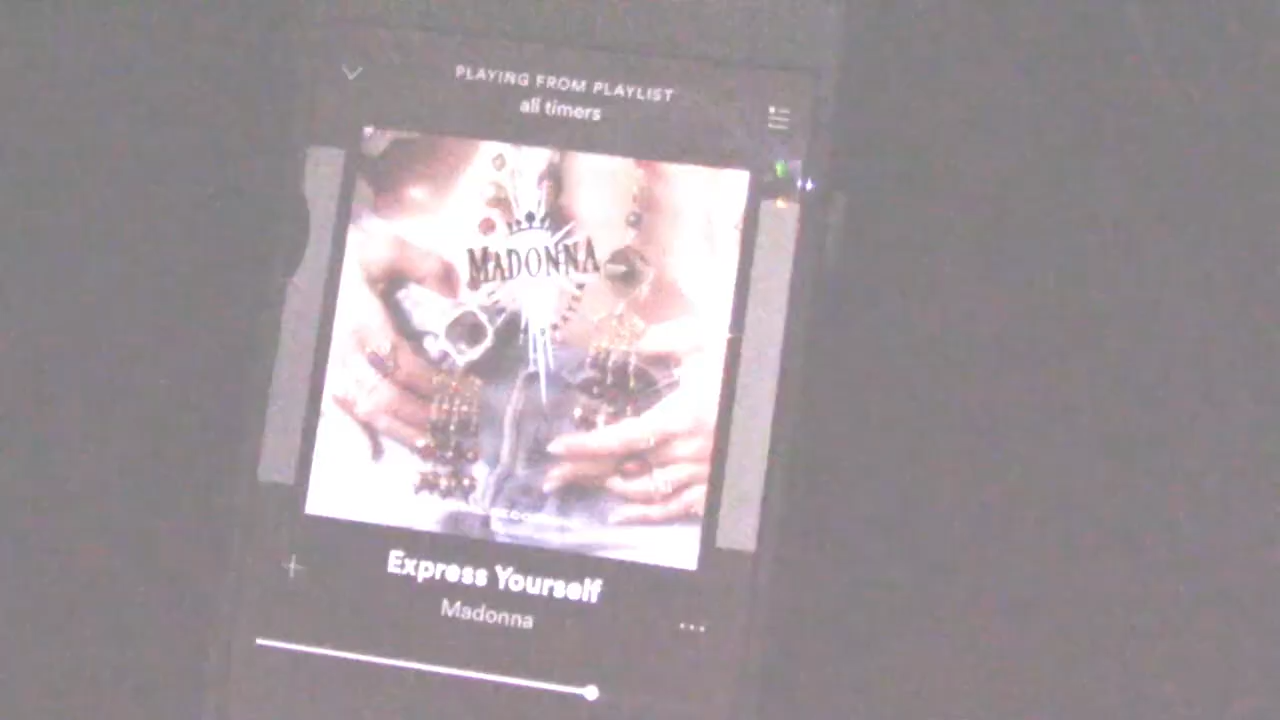 PLAYING FROM PLAYLIST
all timers
MADONNA
Express Yourself
Madonna